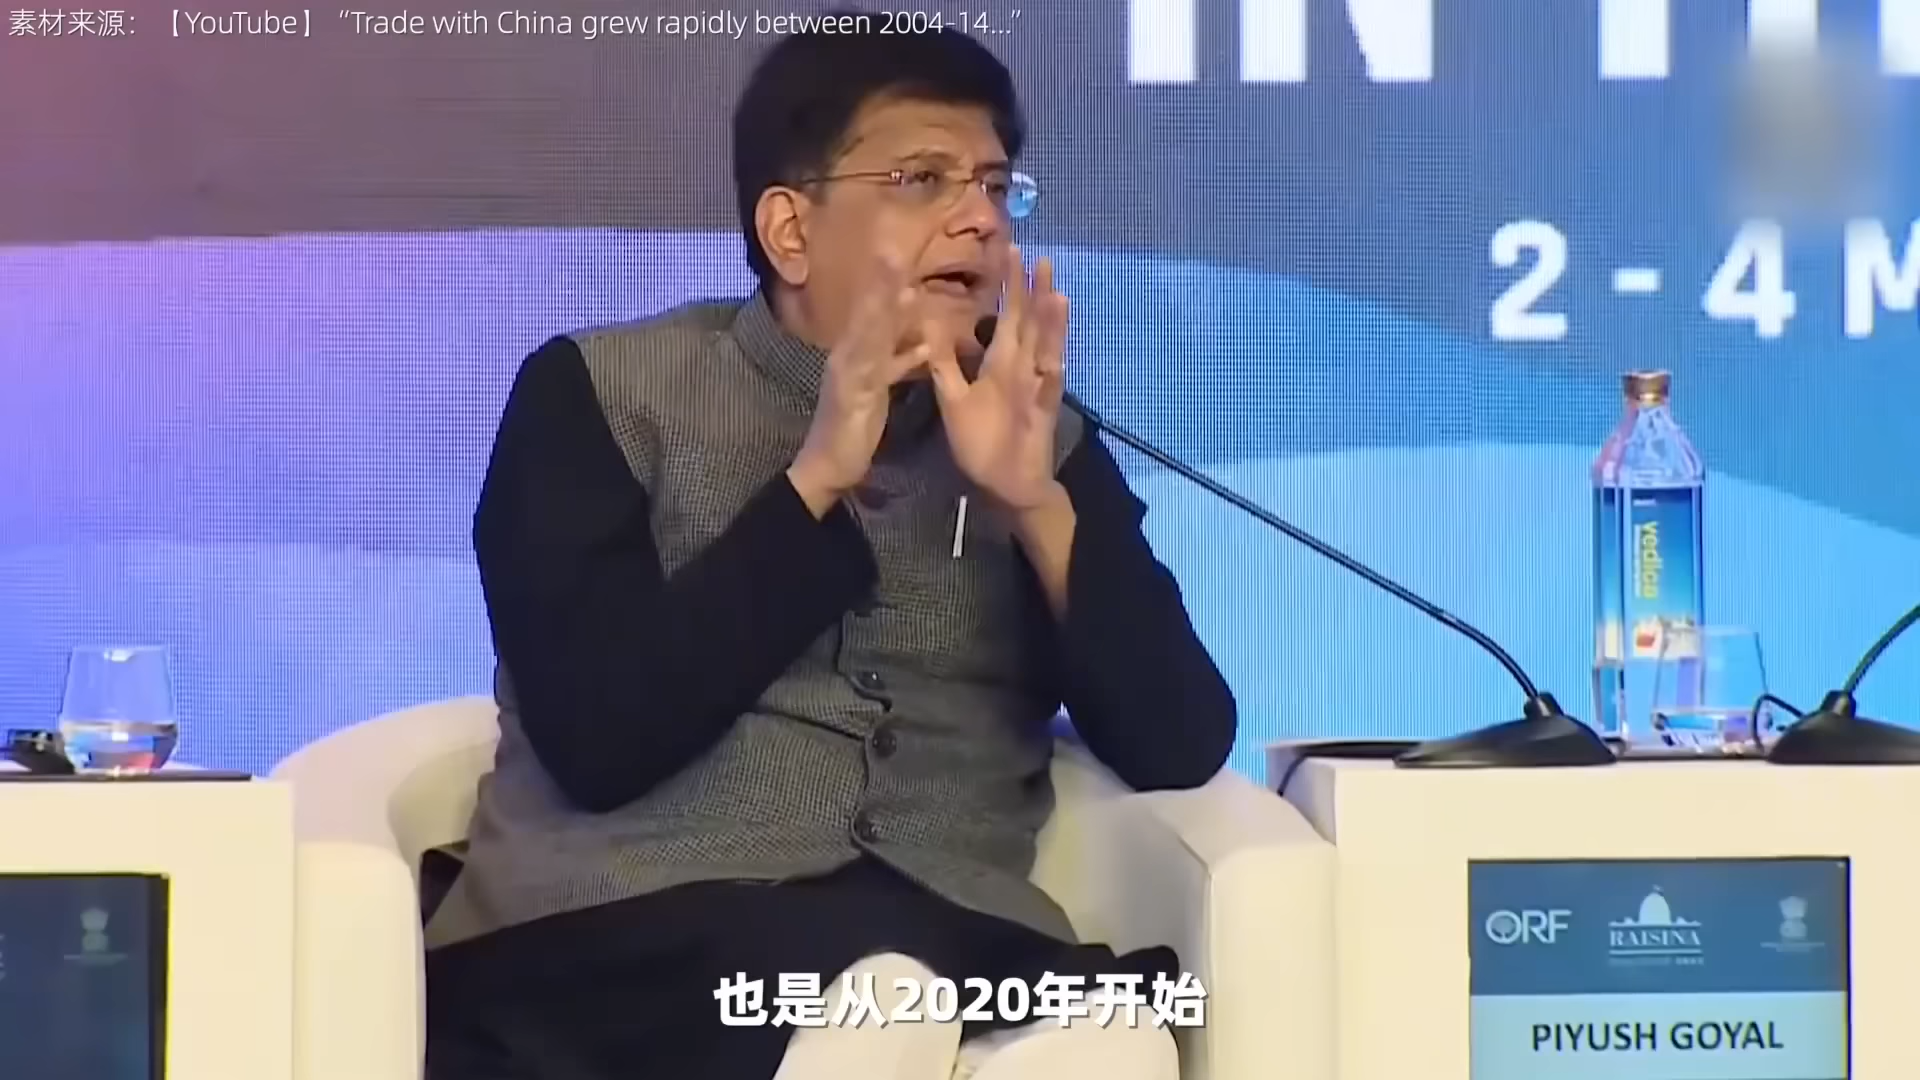 素材来源：【YouTube】“Trade with China grew rapidly between 2004-14...”
2 - 4 M
vedica
ORF
RAISINA
PIYUSH GOYAL
也是从2020年开始